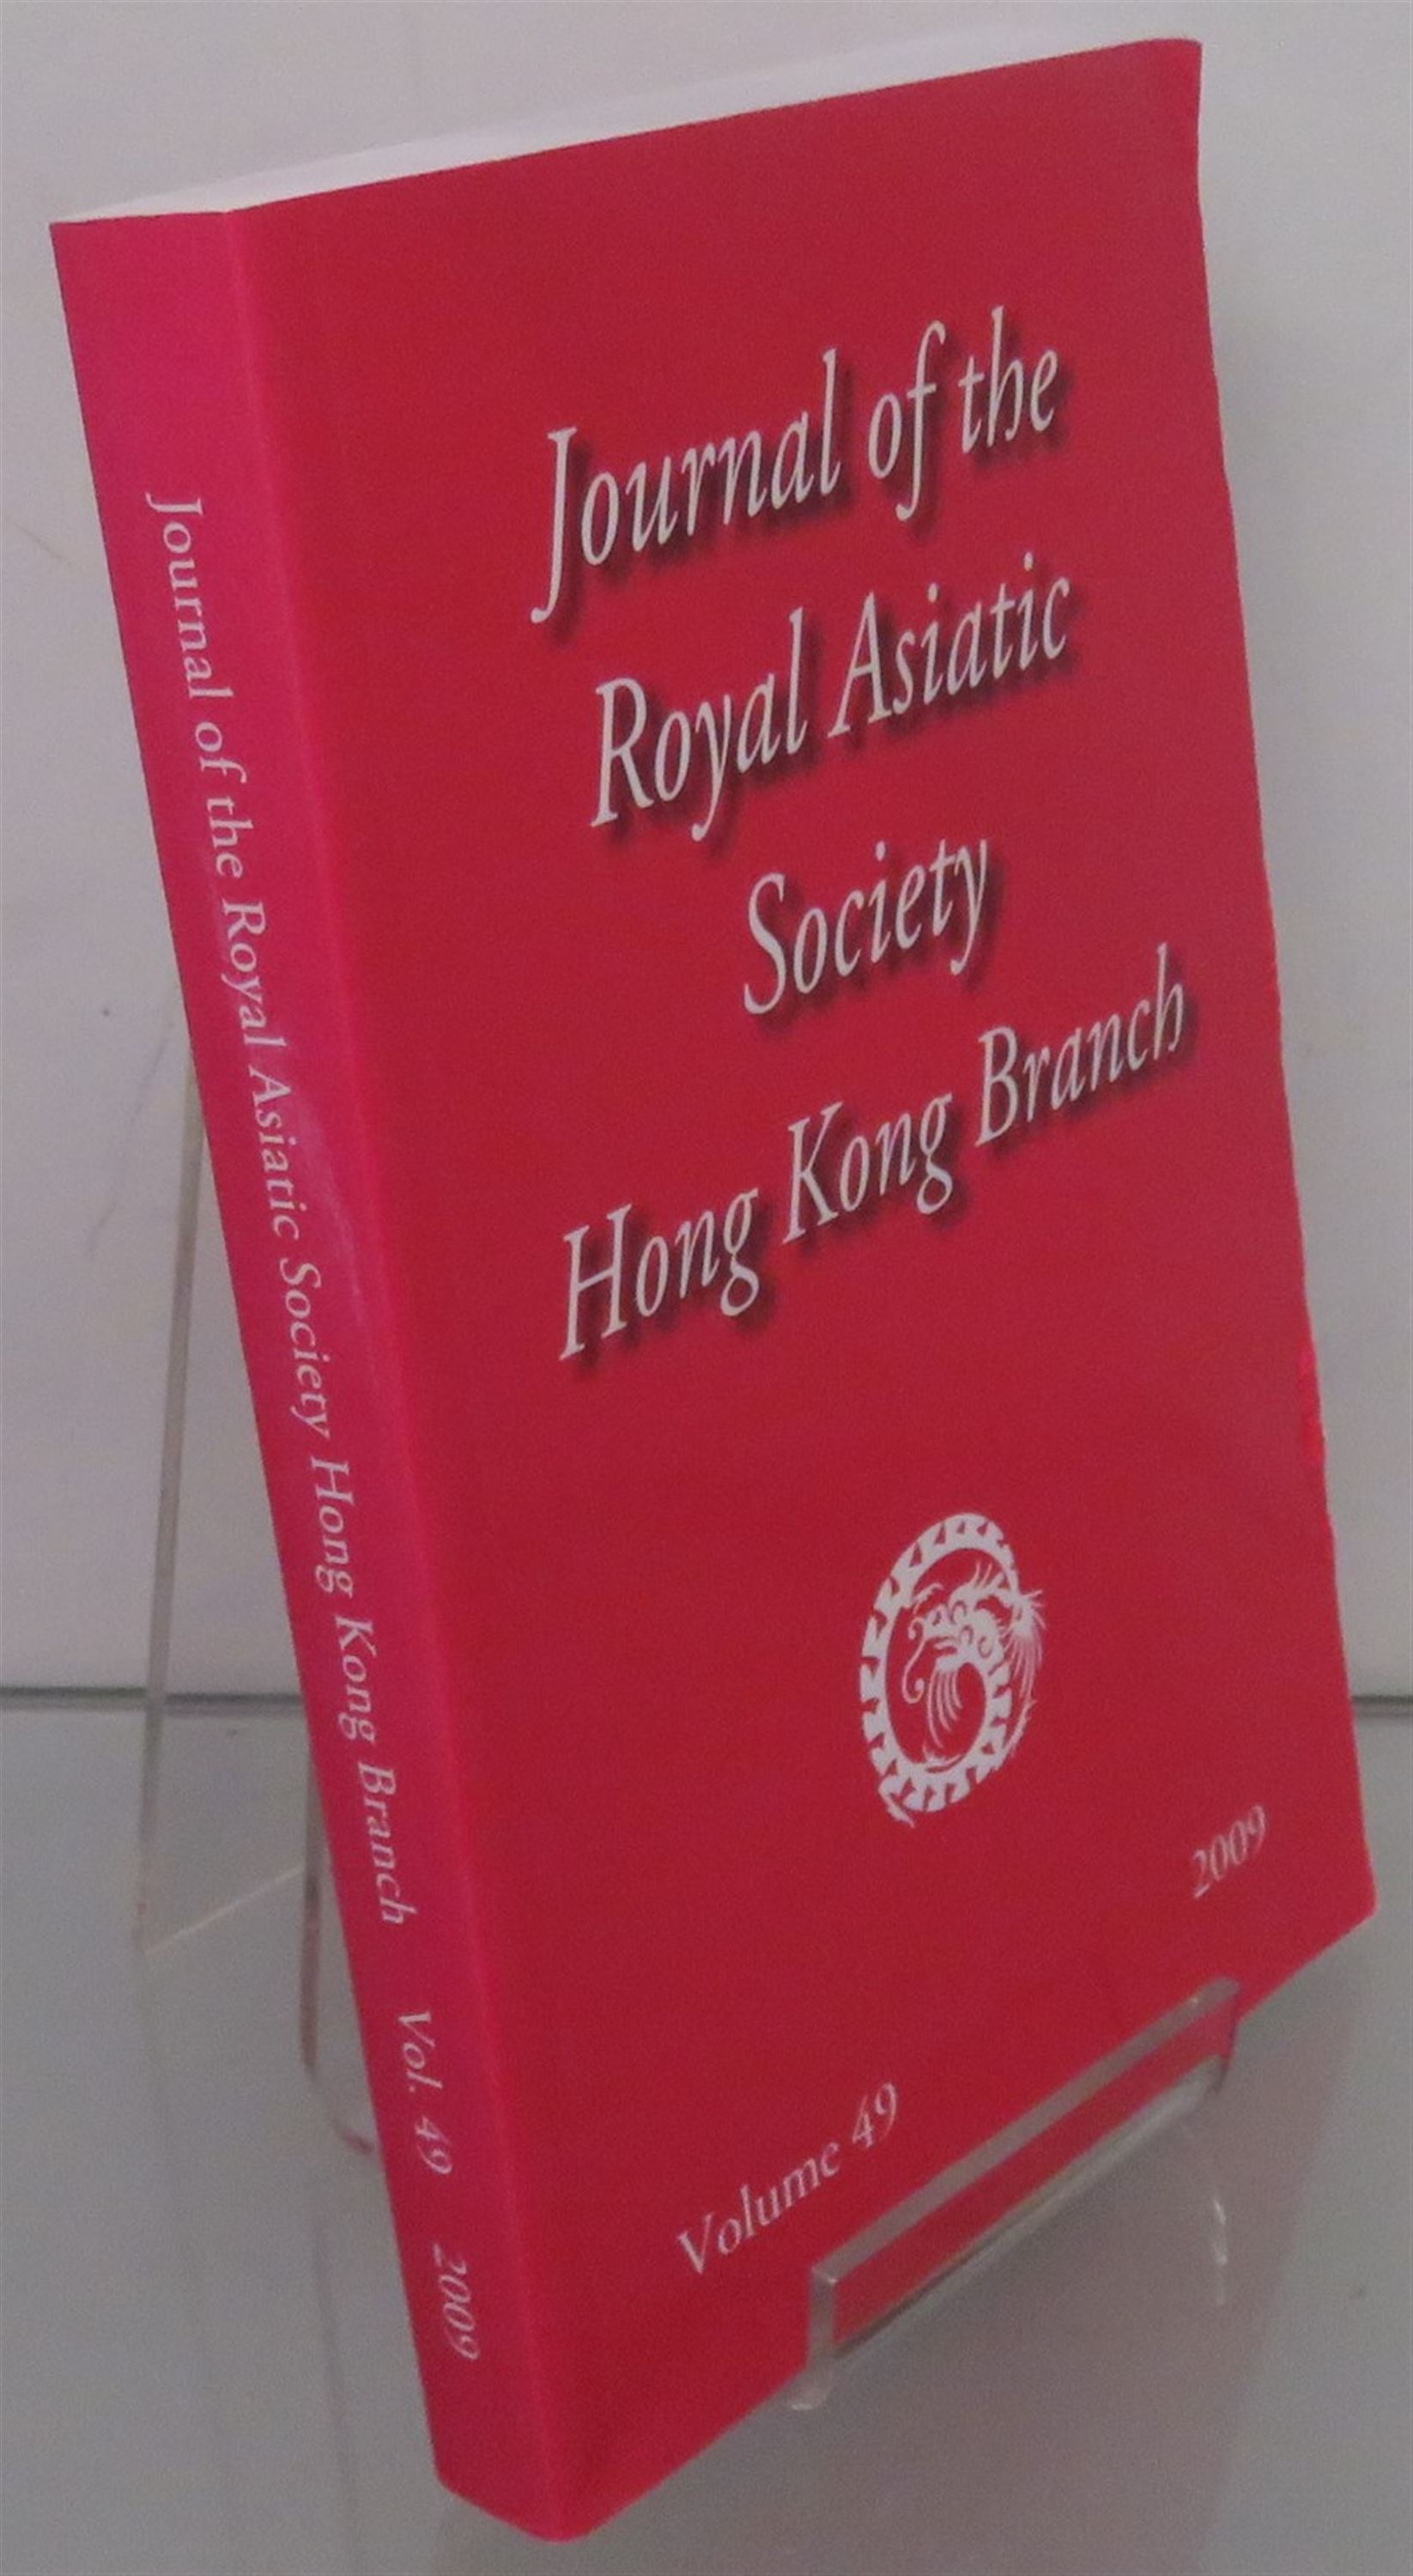 Journal of the
Royal Asiatic
Society
Hong Kong Branch
Volume 49
2009
Journal of the Royal Asiatic Society Hong Kong Branch Vol. 49 2009